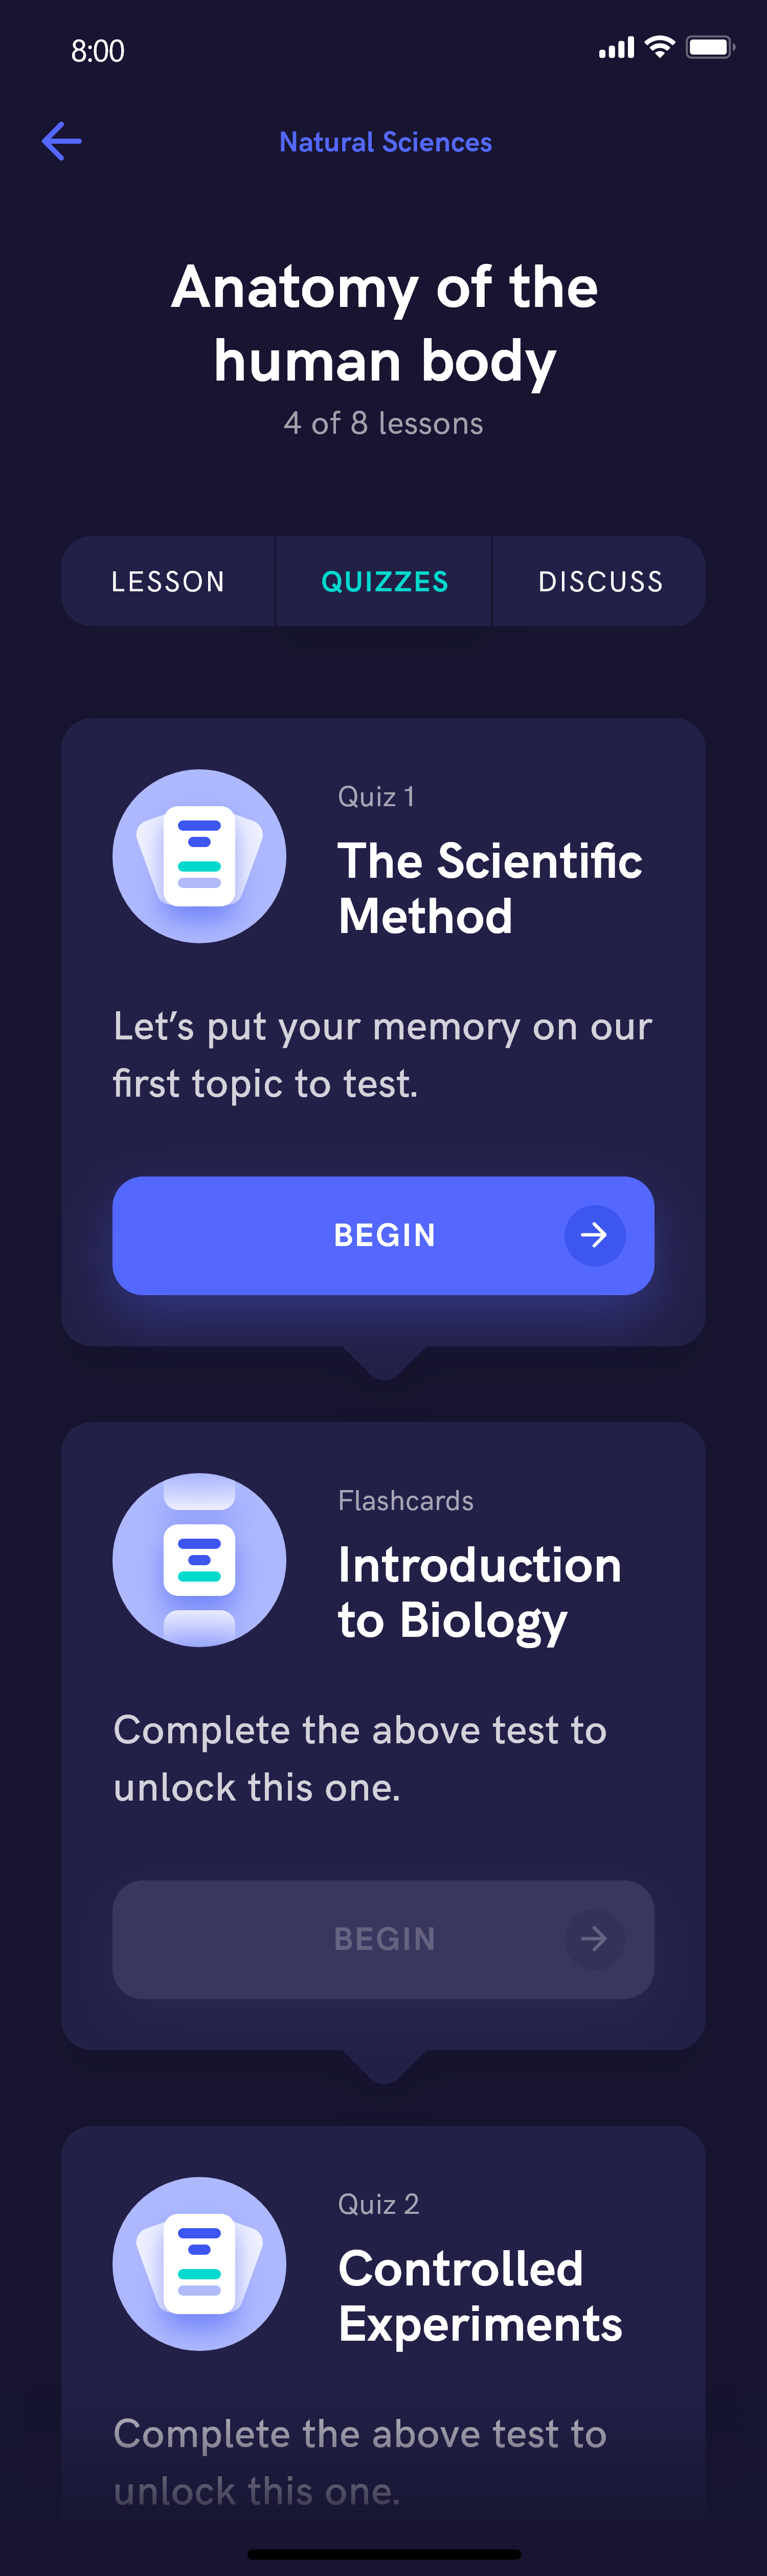 8:00
Natural Sciences
Anatomy of the
human body
4 of 8 lessons
LESSON
QUIZZES
DISCUSS
Quiz 1
The Scientific
Method
Let’s put your memory on our
first topic to test.
BEGIN
Flashcards
Introduction
to Biology
Complete the above test to
unlock this one.
BEGIN
Quiz 2
Controlled
Experiments
Complete the above test to
unlock this one.